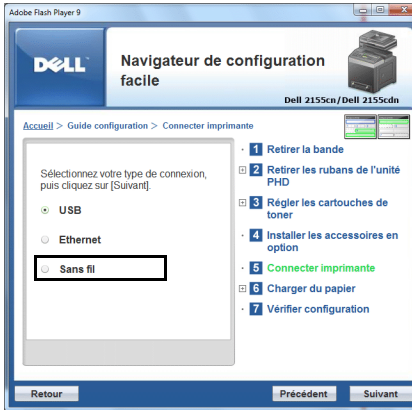 Adobe Flash Player 9
DELL
Navigateur de configuration
facile
Dell 2155cn/Dell 2155cdn
Accueil > Guide configuration > Connecter imprimante
Sélectionnez votre type de connexion,
puis cliquez sur [Suivant].
USB
Ethernet
Sans fil
1 Retirer la bande
2 Retirer les rubans de l'unité
PHD
3 Régler les cartouches de
toner
4 Installer les accessoires en
option
5 Connecter imprimante
6 Charger du papier
7 Vérifier configuration
Retour
Précédent
Suivant